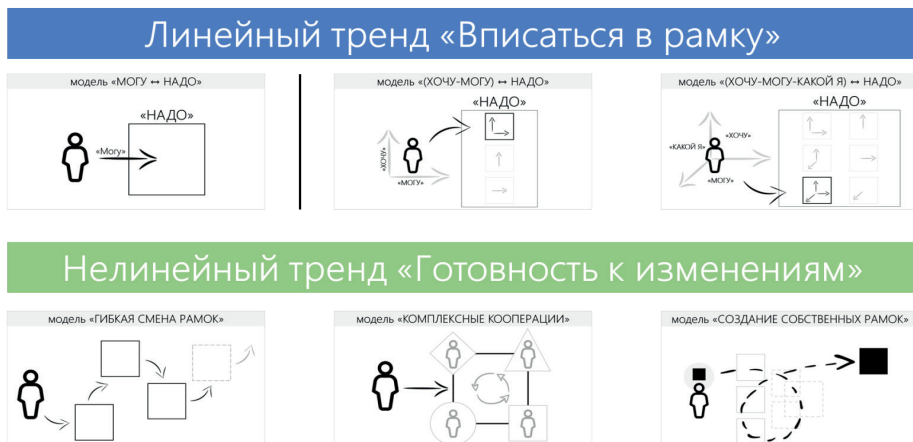 Линейный тренд «Вписаться в рамку»
модель «МОГУ ↔ НАДО»
«НАДО»
«Могу»
модель «(ХОЧУ-МОГУ) ↔ НАДО»
«НАДО»
«ХОЧУ»
«МОГУ»
модель «(ХОЧУ-МОГУ-КАКОЙ Я) ↔ НАДО»
«НАДО»
«ХОЧУ»
«КАКОЙ Я»
«МОГУ»
Нелинейный тренд «Готовность к изменениям»
модель «ГИБКАЯ СМЕНА РАМОК»
модель «КОМПЛЕКСНЫЕ КООПЕРАЦИИ»
модель «СОЗДАНИЕ СОБСТВЕННЫХ РАМОК»